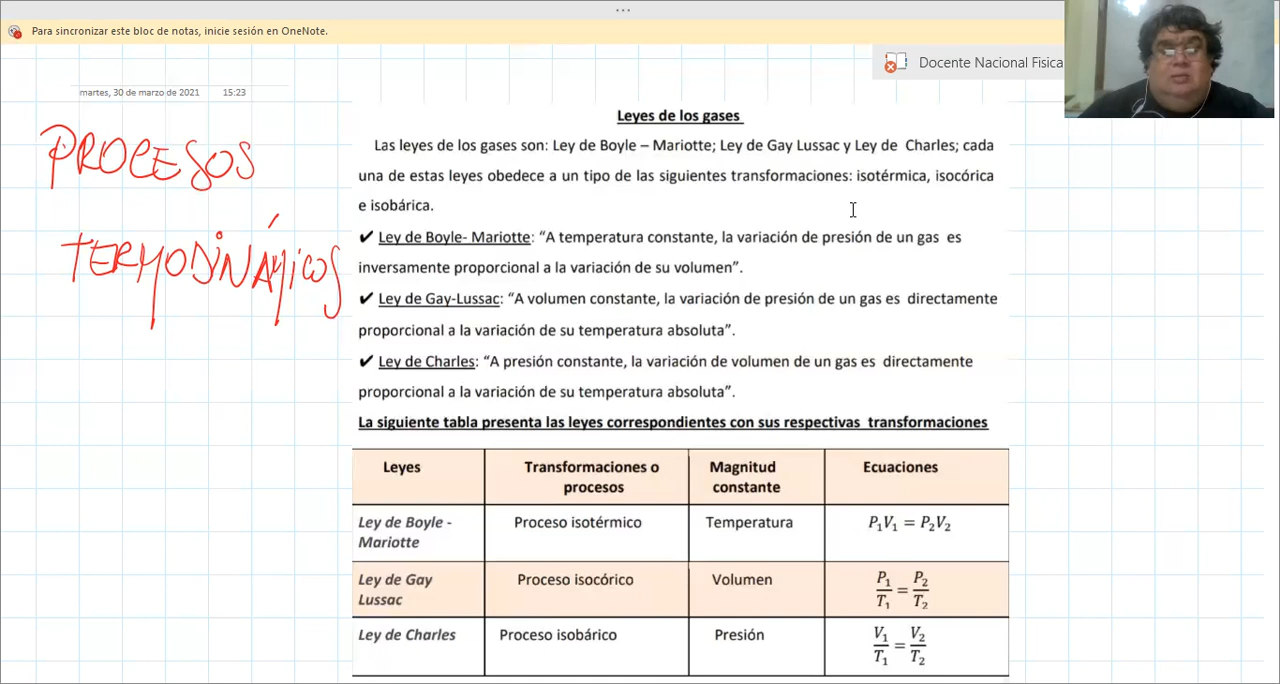 Para sincronizar este bloc de notas, inicie sesión en OneNote.
Docente Nacional Fisica
martes, 30 de marzo de 2021 15:23
PROCESOS
TERMODINÁMICOS
Leyes de los gases
Las leyes de los gases son: Ley de Boyle – Mariotte; Ley de Gay Lussac y Ley de Charles; cada
una de estas leyes obedece a un tipo de las siguientes transformaciones: isotérmica, isocórica
e isobárica.
✔ Ley de Boyle- Mariotte: “A temperatura constante, la variación de presión de un gas es
inversamente proporcional a la variación de su volumen”.
✔ Ley de Gay-Lussac: “A volumen constante, la variación de presión de un gas es directamente
proporcional a la variación de su temperatura absoluta”.
✔ Ley de Charles: “A presión constante, la variación de volumen de un gas es directamente
proporcional a la variación de su temperatura absoluta”.
La siguiente tabla presenta las leyes correspondientes con sus respectivas transformaciones
Leyes Transformaciones o procesos Magnitud constante Ecuaciones
Ley de Boyle - Mariotte Proceso isotérmico Temperatura P₁V₁ = P₂V₂
Ley de Gay Lussac Proceso isocórico Volumen P₁/T₁ = P₂/T₂
Ley de Charles Proceso isobárico Presión V₁/T₁ = V₂/T₂